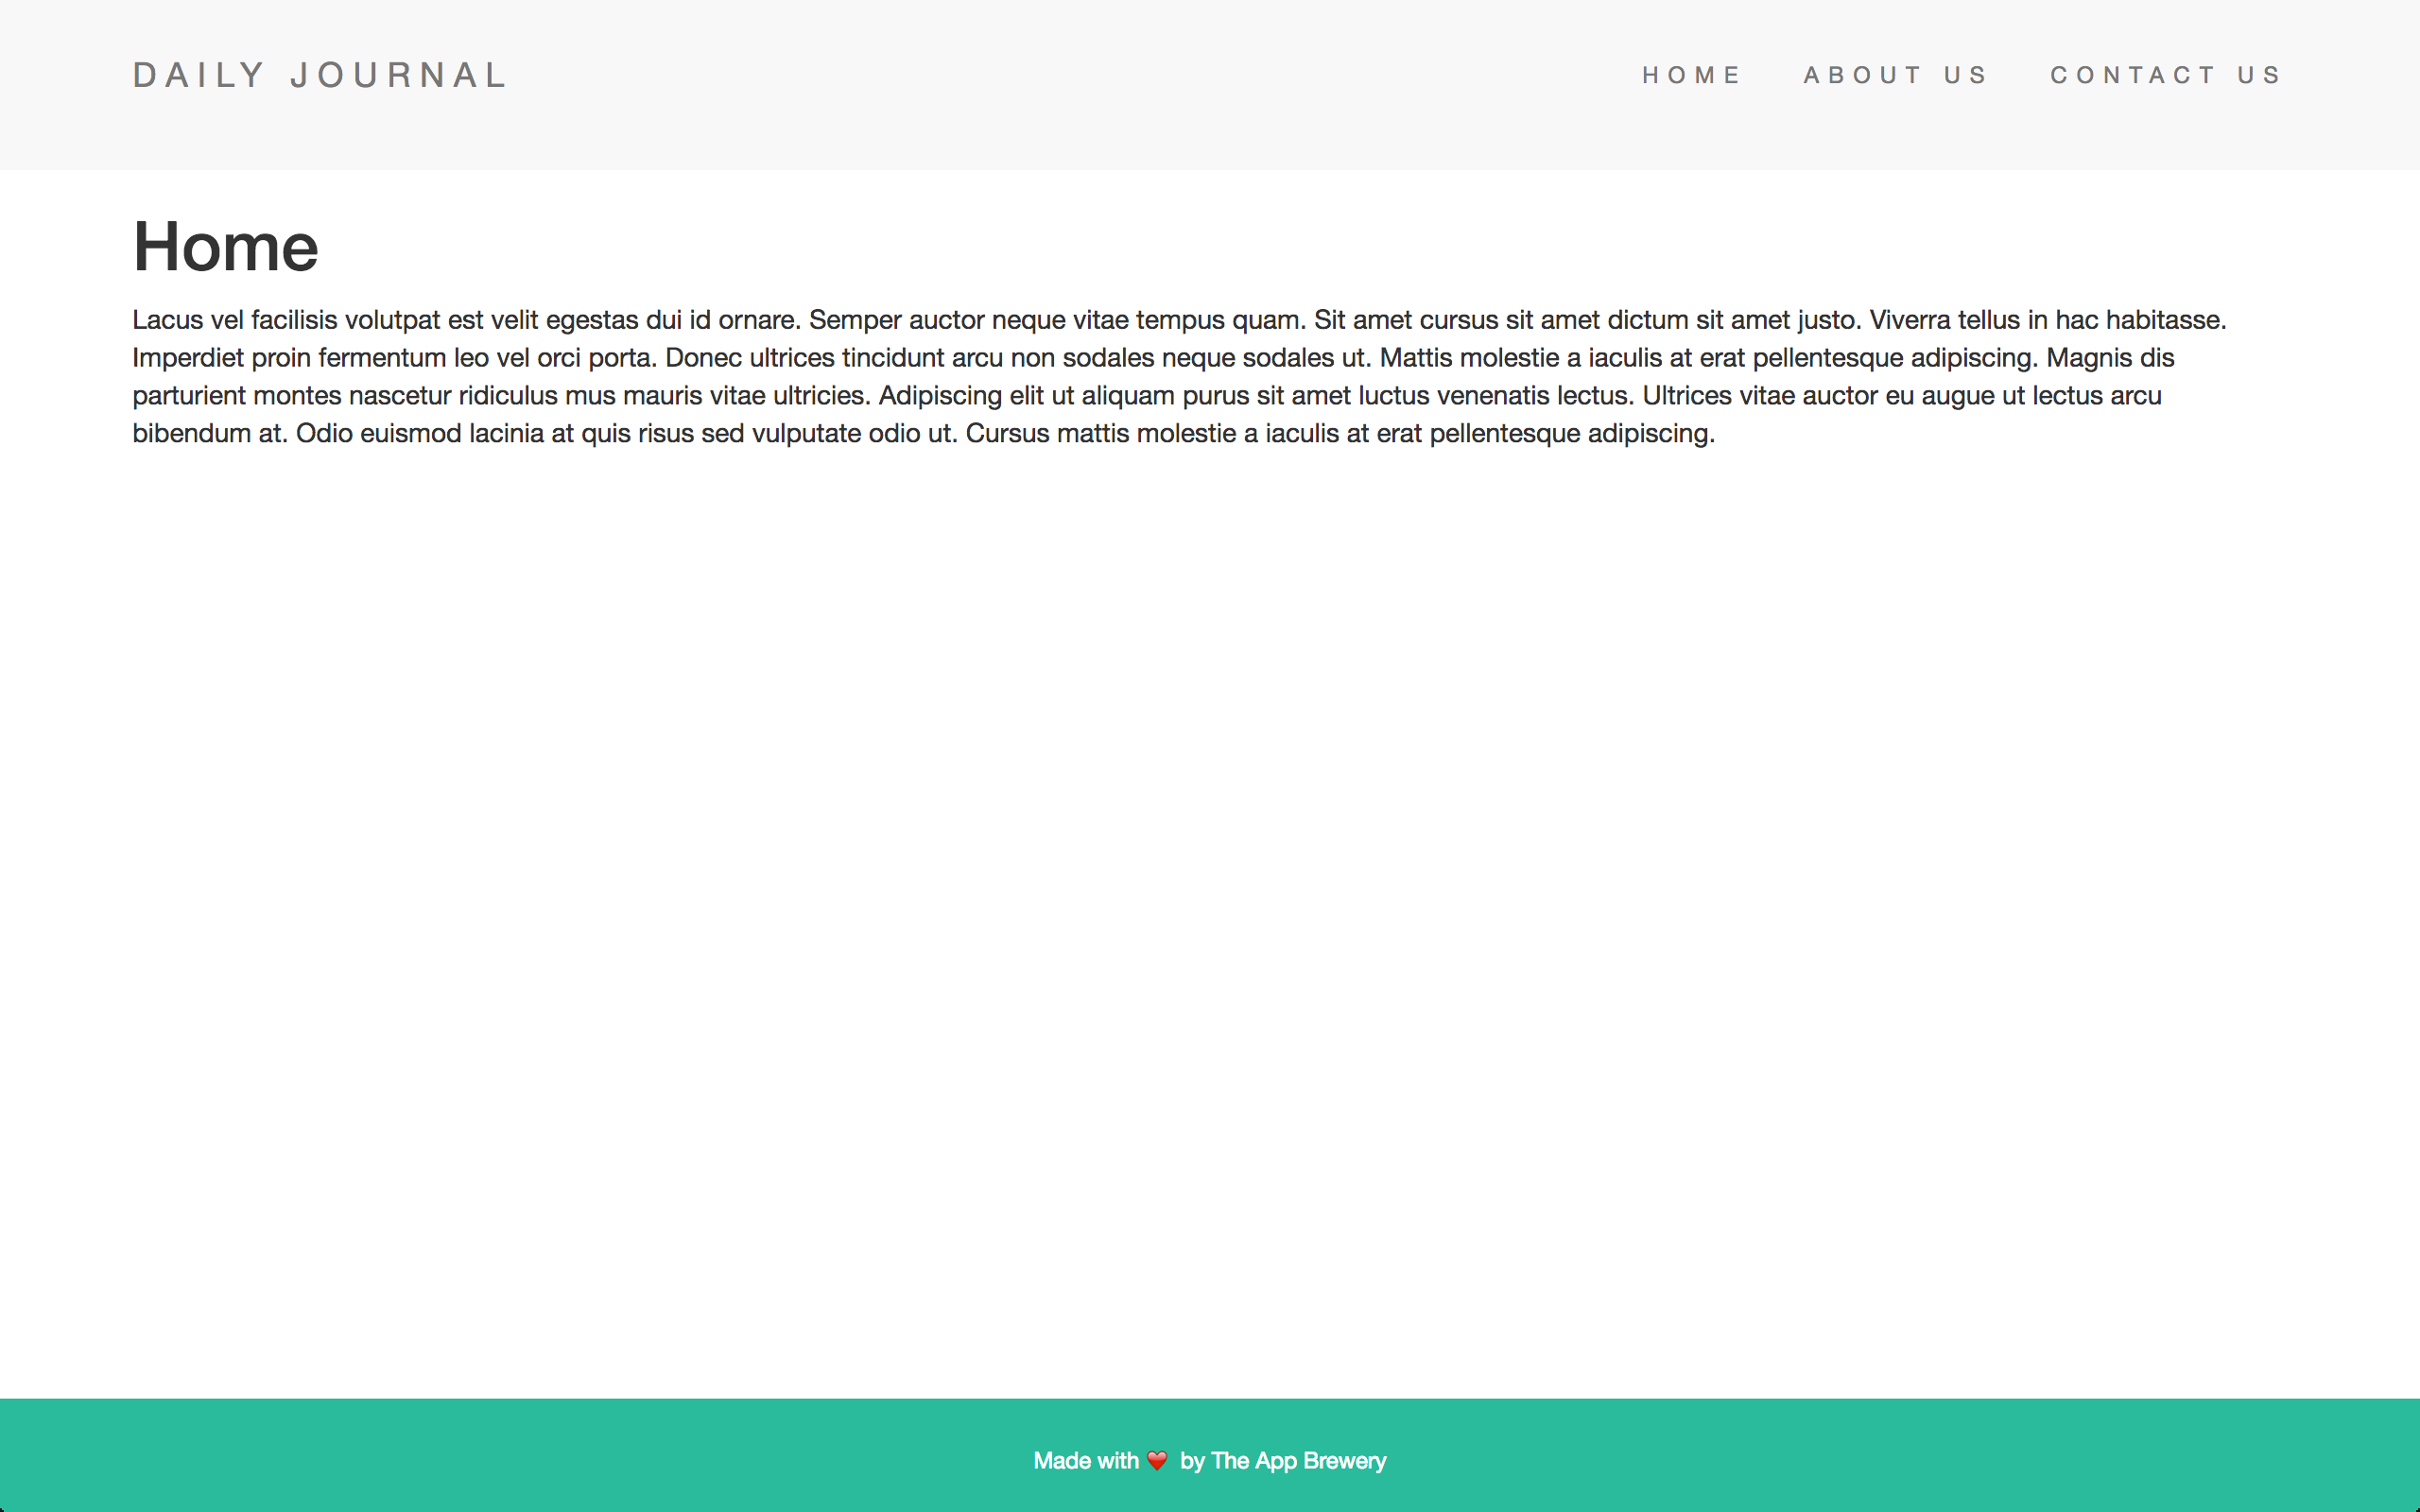 DAILY JOURNAL
HOME ABOUT US CONTACT US
Home
Lacus vel facilisis volutpat est velit egestas dui id ornare. Semper auctor neque vitae tempus quam. Sit amet cursus sit amet dictum sit amet justo. Viverra tellus in hac habitasse.
Imperdiet proin fermentum leo vel orci porta. Donec ultrices tincidunt arcu non sodales neque sodales ut. Mattis molestie a iaculis at erat pellentesque adipiscing. Magnis dis
parturient montes nascetur ridiculus mus mauris vitae ultricies. Adipiscing elit ut aliquam purus sit amet luctus venenatis lectus. Ultrices vitae auctor eu augue ut lectus arcu
bibendum at. Odio euismod lacinia at quis risus sed vulputate odio ut. Cursus mattis molestie a iaculis at erat pellentesque adipiscing.
Made with ❤️ by The App Brewery